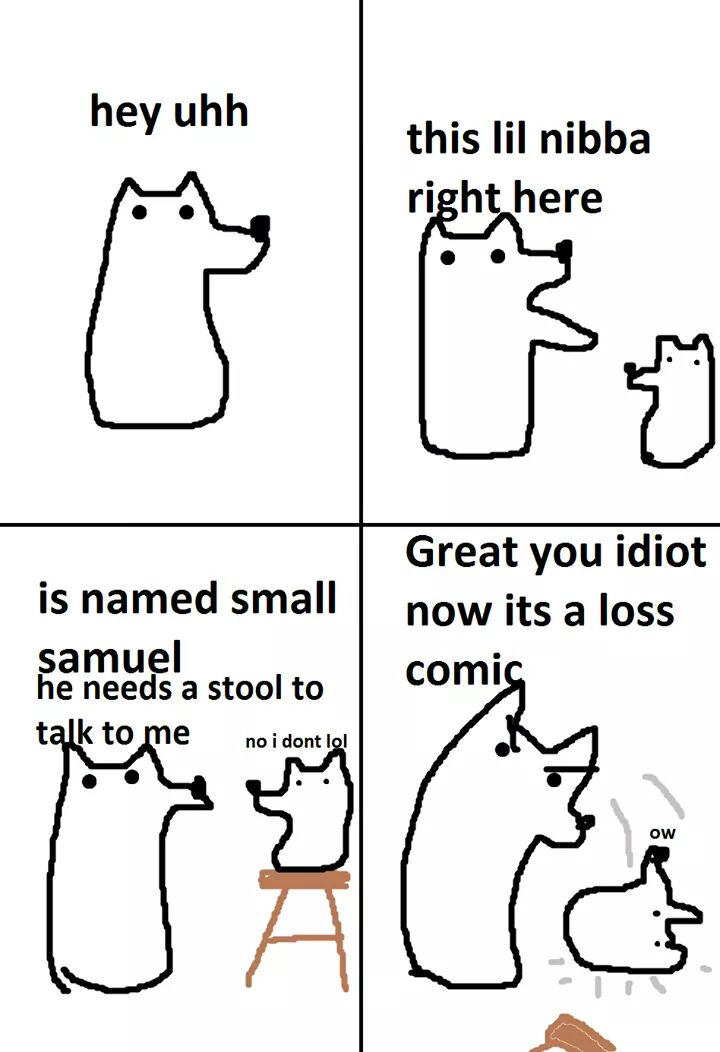 hey uhh
this lil nibba
right here
is named small
samuel
he needs a stool to
talk to me
no i dont lol
Great you idiot
now its a loss
comic
ow